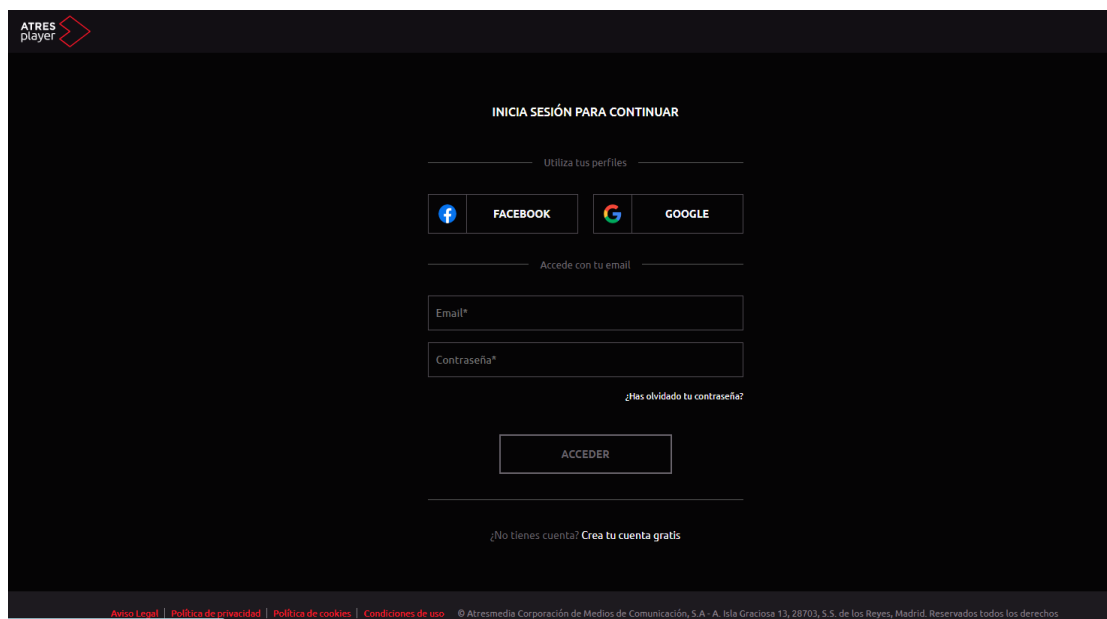 ATRES
player
INICIA SESIÓN PARA CONTINUAR
Utiliza tus perfiles
FACEBOOK
GOOGLE
Accede con tu email
Email*
Contraseña*
¿Has olvidado tu contraseña?
ACCEDER
¿No tienes cuenta? Crea tu cuenta gratis
Aviso Legal | Política de privacidad | Política de cookies | Condiciones de uso © Atresmedia Corporación de Medios de Comunicación, S.A - A. Isla Graciosa 13, 28703, S.S. de los Reyes, Madrid. Reservados todos los derechos